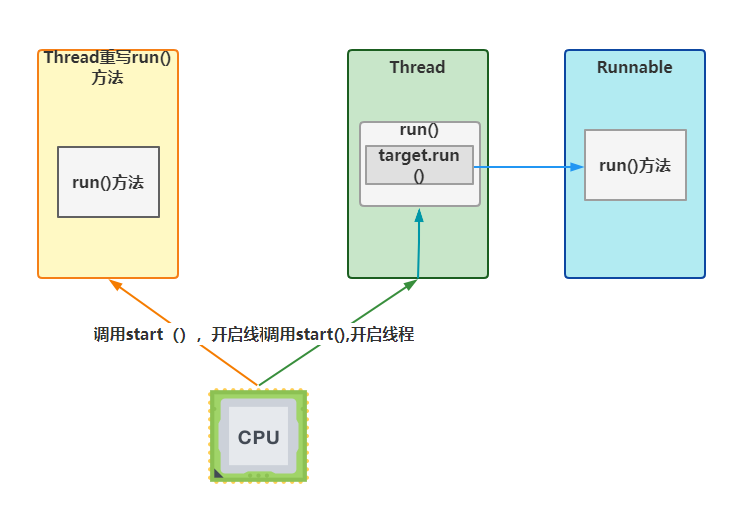 Thread重写run()
方法
run()方法
Thread
run()
target.run
()
Runnable
run()方法
调用start（），开启线
调用start(),开启线程
CPU